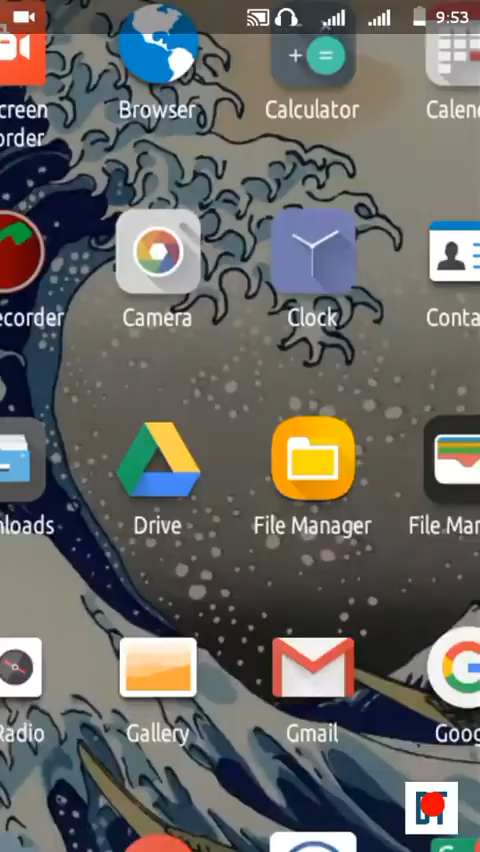 9:53
creen
order
Browser
Calculator
Calen
ecorder
Camera
Clock
Conta
nloads
Drive
File Manager
File Mar
Radio
Gallery
Gmail
Goog